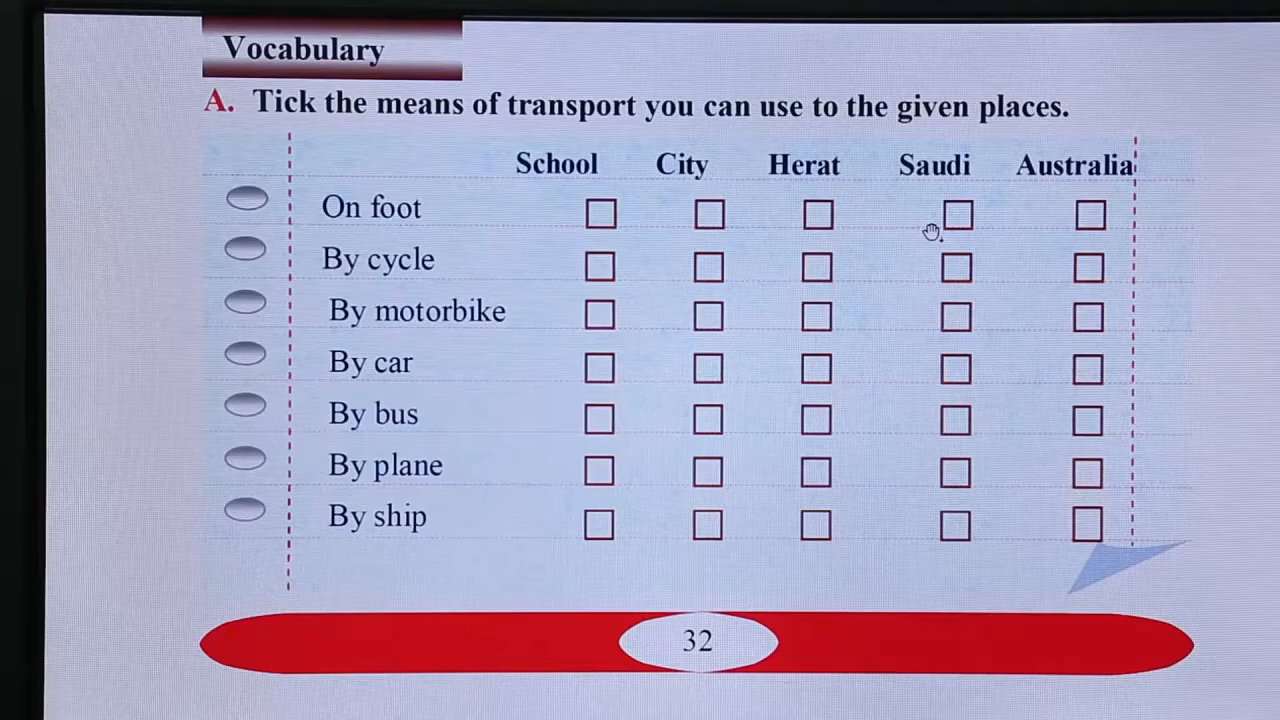 Vocabulary
A. Tick the means of transport you can use to the given places.
School City Herat Saudi Australia
On foot
By cycle
By motorbike
By car
By bus
By plane
By ship
32